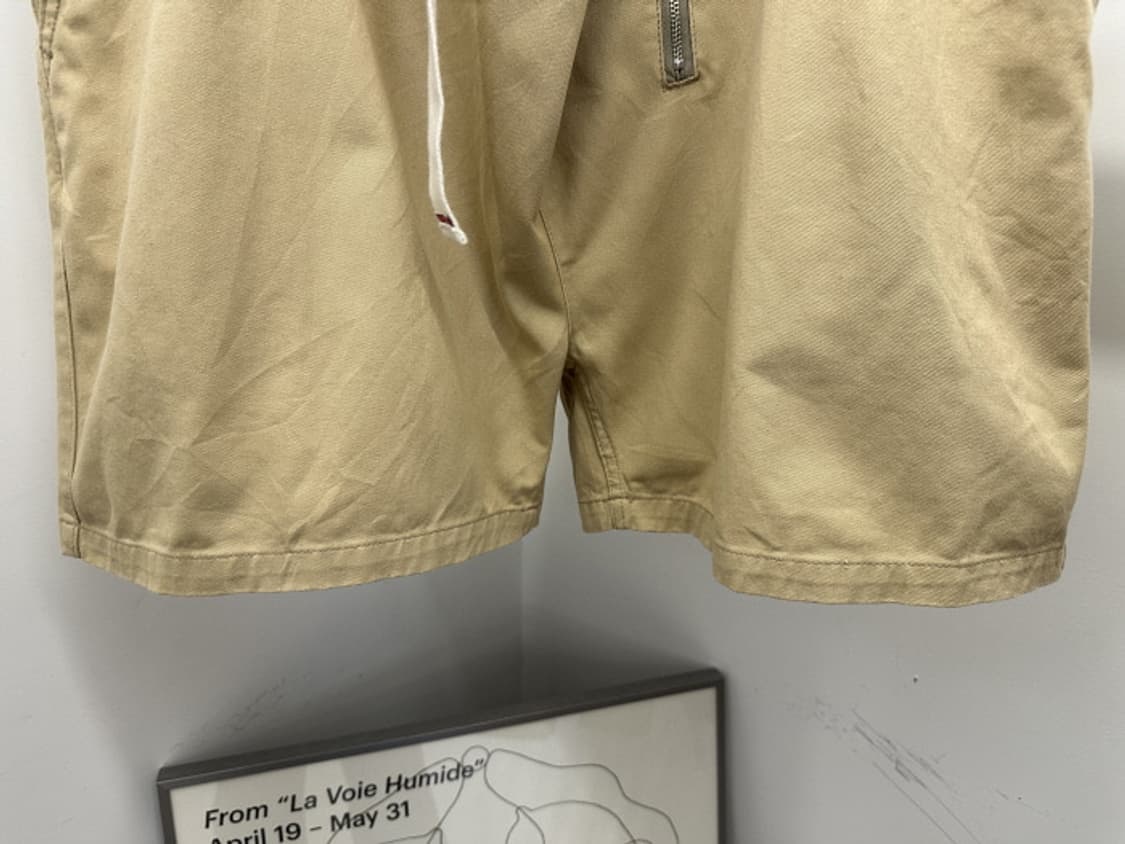 From “La Voie Humide”
April 19 – May 31